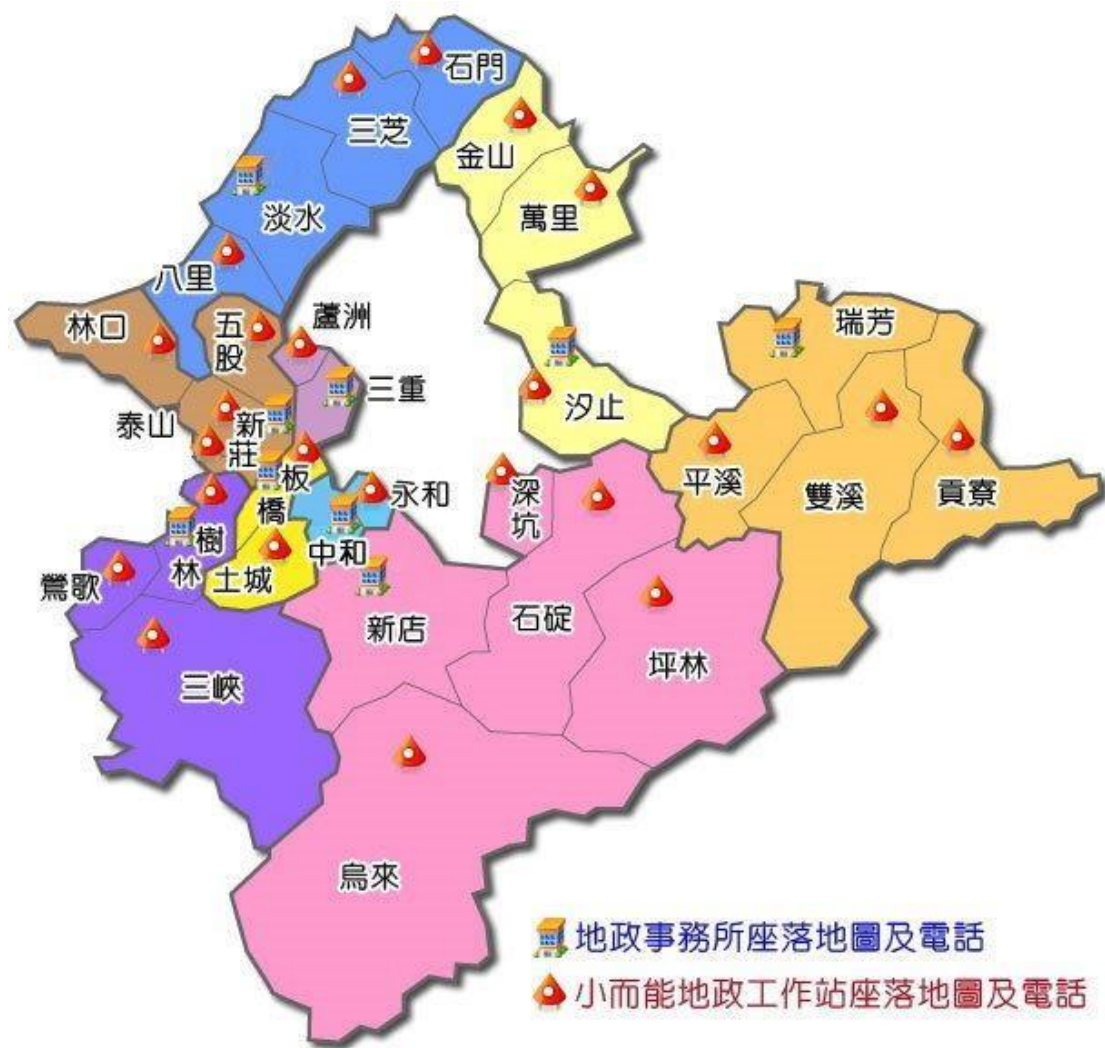 石門
三芝
金山
萬里
淡水
八里
林口
五股
蘆洲
三重
瑞芳
汐止
泰山
新莊
板橋
永和
中和
深坑
平溪
雙溪
貢寮
樹林
土城
鶯歌
新店
石碇
坪林
三峽
烏來
地政事務所座落地圖及電話
小而能地政工作站座落地圖及電話